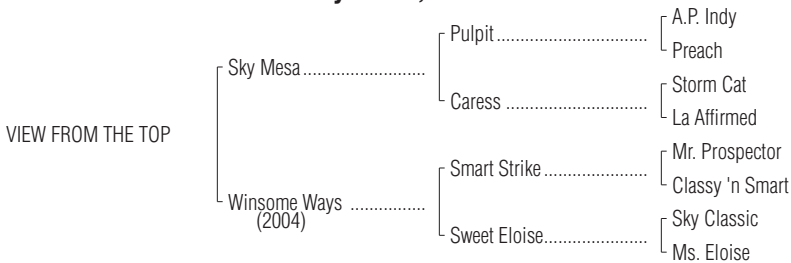 Pulpit
A.P. Indy
Preach
Sky Mesa
Caress
Storm Cat
La Affirmed
VIEW FROM THE TOP
Smart Strike
Mr. Prospector
Classy 'n Smart
Winsome Ways
(2004)
Sweet Eloise
Sky Classic
Ms. Eloise